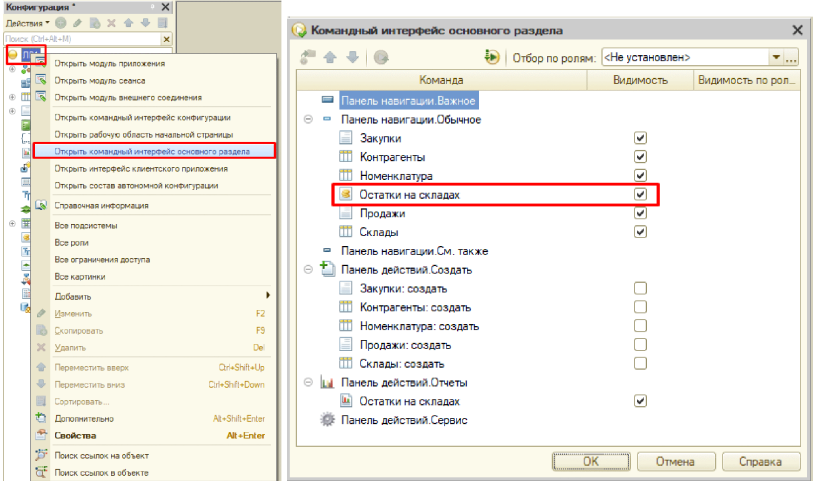 Конфигурация *
Действия
Поиск (Ctrl+Alt+M)
Открыть модуль приложения
Открыть модуль сеанса
Открыть модуль внешнего соединения
Открыть командный интерфейс конфигурации
Открыть рабочую область начальной страницы
Открыть командный интерфейс основного раздела
Открыть интерфейс клиентского приложения
Открыть состав автономной конфигурации
Справочная информация
Все подсистемы
Все роли
Все ограничения доступа
Все картинки
Добавить
Изменить F2
Скопировать F9
Удалить Del
Переместить вверх Ctrl+Shift+Up
Переместить вниз Ctrl+Shift+Down
Сортировать...
Дополнительно Alt+Shift+Enter
Свойства Alt+Enter
Поиск ссылок на объект
Поиск ссылок в объекте
Командный интерфейс основного раздела
Отбор по ролям: <Не установлен>
Команда Видимость Видимость по рол...
Панель навигации.Важное
Панель навигации.Обычное
Закупки
Контрагенты
Номенклатура
Остатки на складах
Продажи
Склады
Панель навигации.См. также
Панель действий.Создать
Закупки: создать
Контрагенты: создать
Номенклатура: создать
Продажи: создать
Склады: создать
Панель действий.Отчеты
Остатки на складах
Панель действий.Сервис
OK Отмена Справка